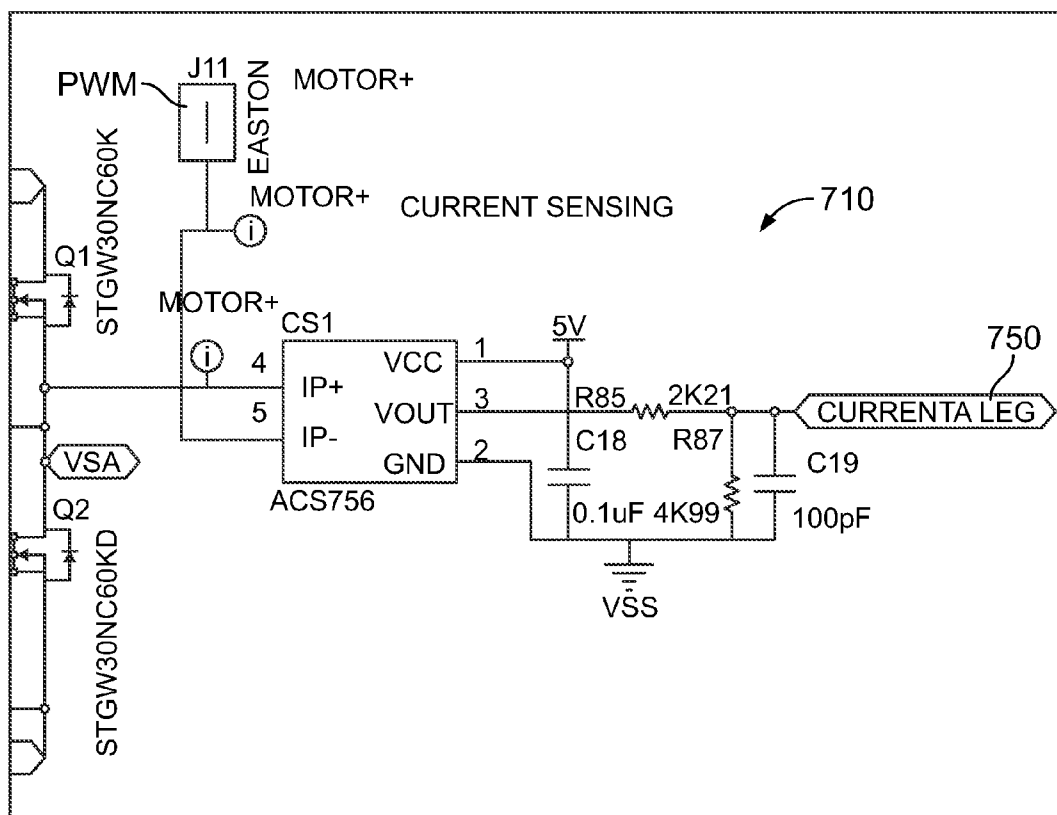 J11
MOTOR+
PWM
EASTON
MOTOR+
CURRENT SENSING
710
STGW30NC60K
Q1
MOTOR+
CS1
i
i
4
5
IP+
IP-
VCC
VOUT
GND
1
3
2
ACS756
5V
R85
2K21
750
CURRENTA LEG
R87
C18
C19
0.1uF
4K99
100pF
VSS
VSA
Q2
STGW30NC60KD